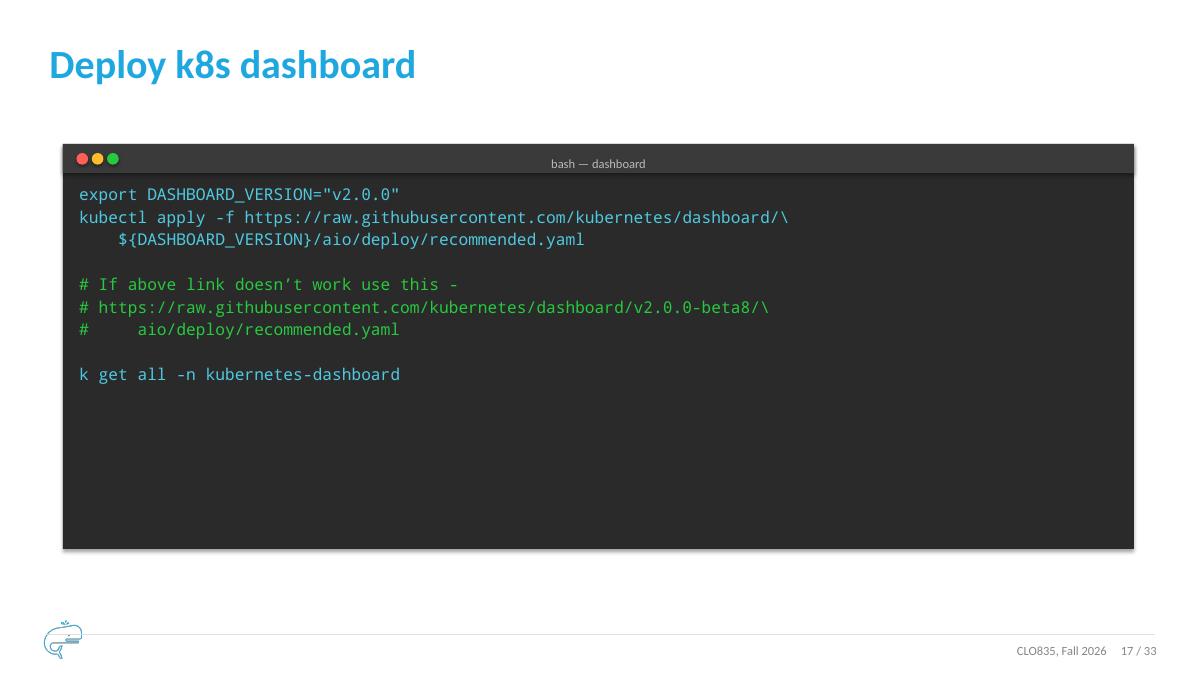 Deploy k8s dashboard
bash — dashboard
export DASHBOARD_VERSION="v2.0.0"
kubectl apply -f https://raw.githubusercontent.com/kubernetes/dashboard/\
    ${DASHBOARD_VERSION}/aio/deploy/recommended.yaml
# If above link doesn’t work use this -
# https://raw.githubusercontent.com/kubernetes/dashboard/v2.0.0-beta8/\
#     aio/deploy/recommended.yaml
k get all -n kubernetes-dashboard
CLO835, Fall 2026 17 / 33